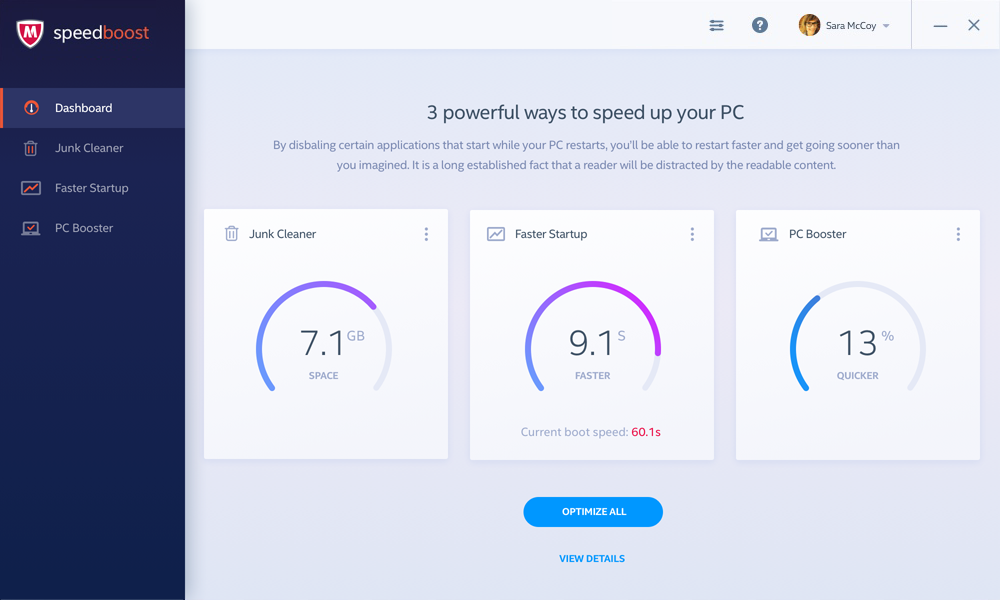 speedboost
Sara McCoy
Dashboard
Junk Cleaner
Faster Startup
PC Booster
3 powerful ways to speed up your PC
By disbaling certain applications that start while your PC restarts, you'll be able to restart faster and get going sooner than
you imagined. It is a long established fact that a reader will be distracted by the readable content.
Junk Cleaner
7.1 GB
SPACE
Faster Startup
9.1 S
FASTER
Current boot speed: 60.1s
PC Booster
13 %
QUICKER
OPTIMIZE ALL
VIEW DETAILS